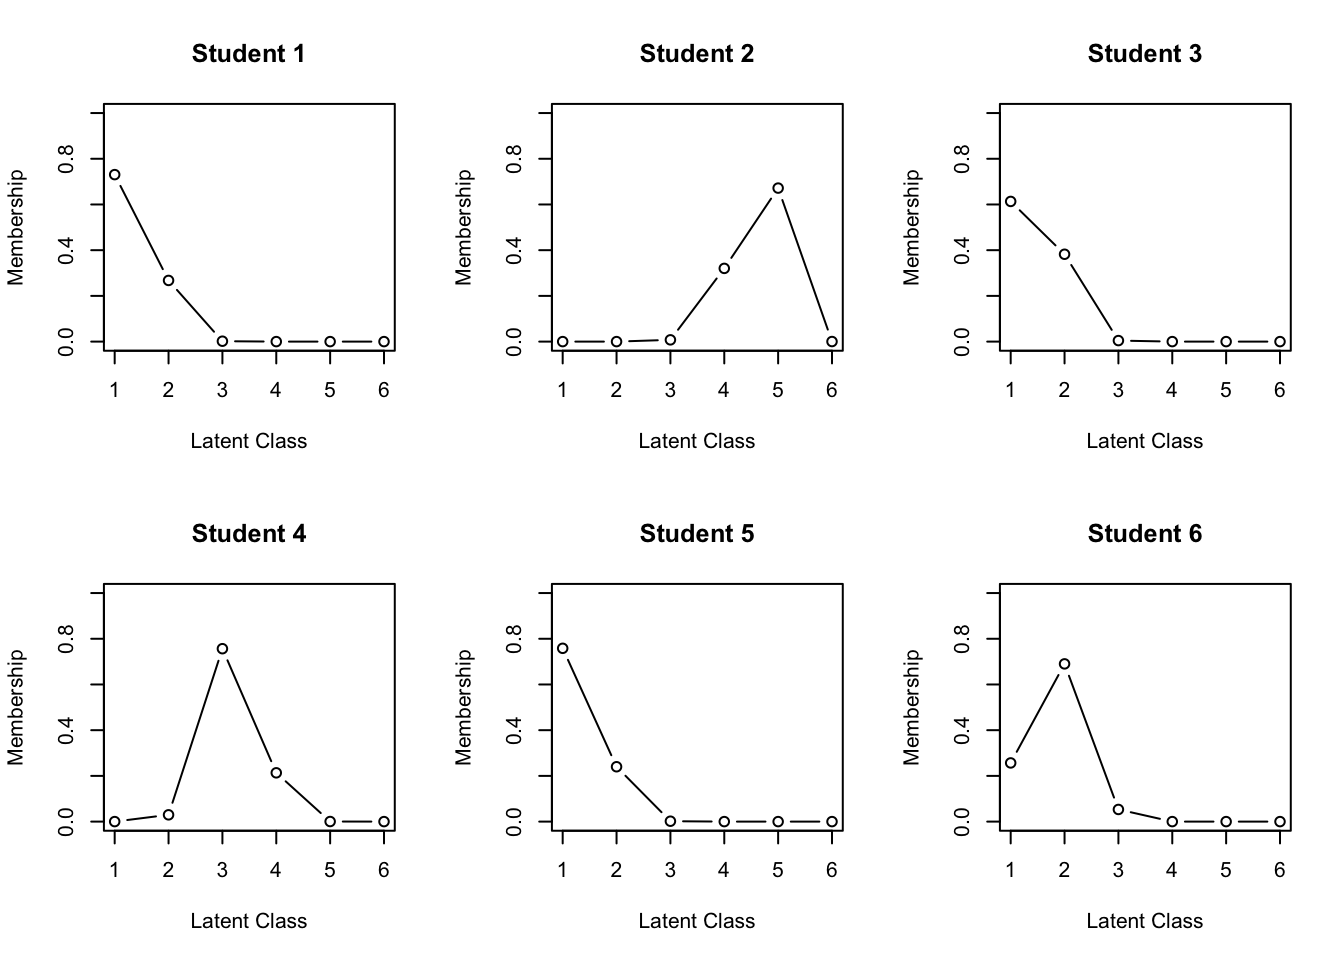 Student 1
Membership
0.0 0.4 0.8
1 2 3 4 5 6
Latent Class
Student 2
Membership
0.0 0.4 0.8
1 2 3 4 5 6
Latent Class
Student 3
Membership
0.0 0.4 0.8
1 2 3 4 5 6
Latent Class
Student 4
Membership
0.0 0.4 0.8
1 2 3 4 5 6
Latent Class
Student 5
Membership
0.0 0.4 0.8
1 2 3 4 5 6
Latent Class
Student 6
Membership
0.0 0.4 0.8
1 2 3 4 5 6
Latent Class